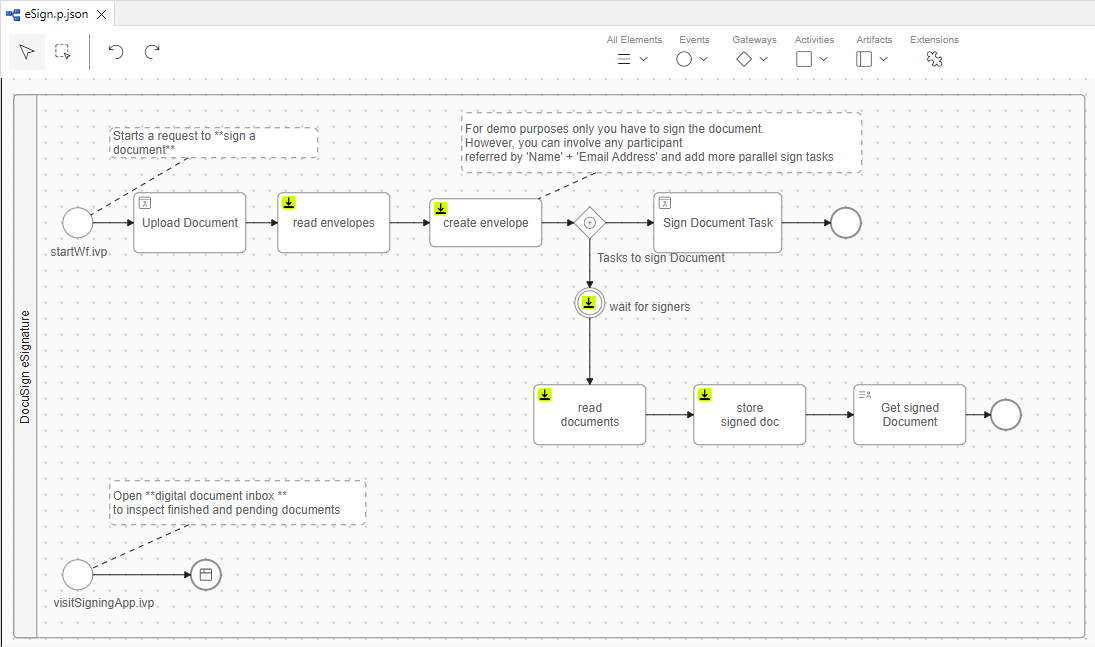 eSign.p.json
All Elements
Events
Gateways
Activities
Artifacts
Extensions
DocuSign eSignature
Starts a request to **sign a
document**
For demo purposes only you have to sign the document.
However, you can involve any participant
referred by 'Name' + 'Email Address' and add more parallel sign tasks
startWf.ivp
Upload Document
read envelopes
create envelope
Sign Document Task
Tasks to sign Document
wait for signers
read
documents
store
signed doc
Get signed
Document
Open **digital document inbox **
to inspect finished and pending documents
visitSigningApp.ivp